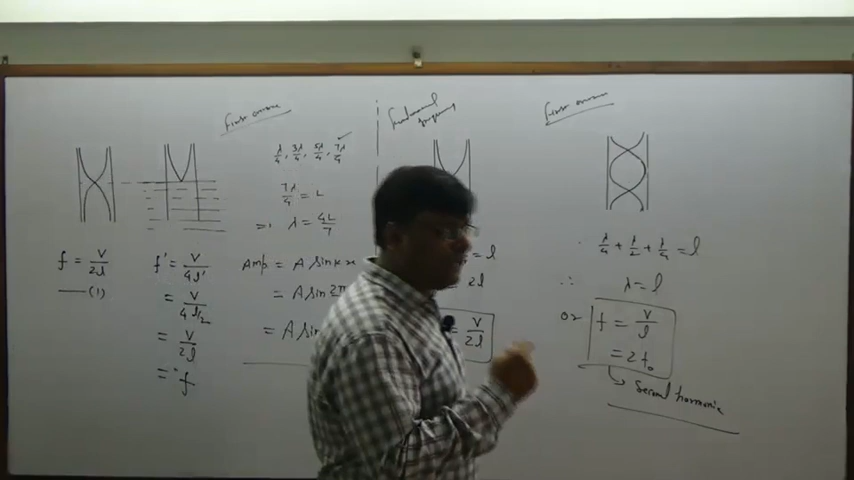 First overtone
f = V/2l
—— (1)
f' = V/4l'
= V/4 l/2
= V/2l
= f
λ/4, 3λ/4, 5λ/4, 7λ/4 ✓
7λ/4 = L
⇒ λ = 4L/7
Amp = A sin kx
= A sin 2π
= A sin
fundamental
frequency
= l
2l
= V/2l
First overtone
λ/4 + λ/2 + λ/4 = l
∴ λ = l
or f = V/l
= 2f₀
↳ Second harmonic